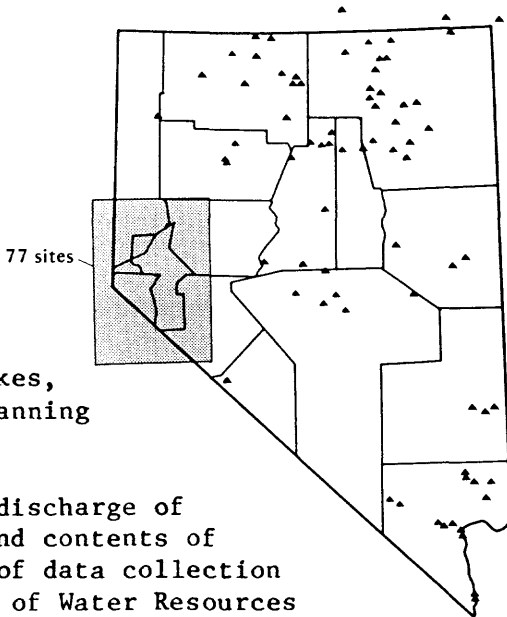 77 sites
kes,
anning
discharge of
nd contents of
of data collection
of Water Resources